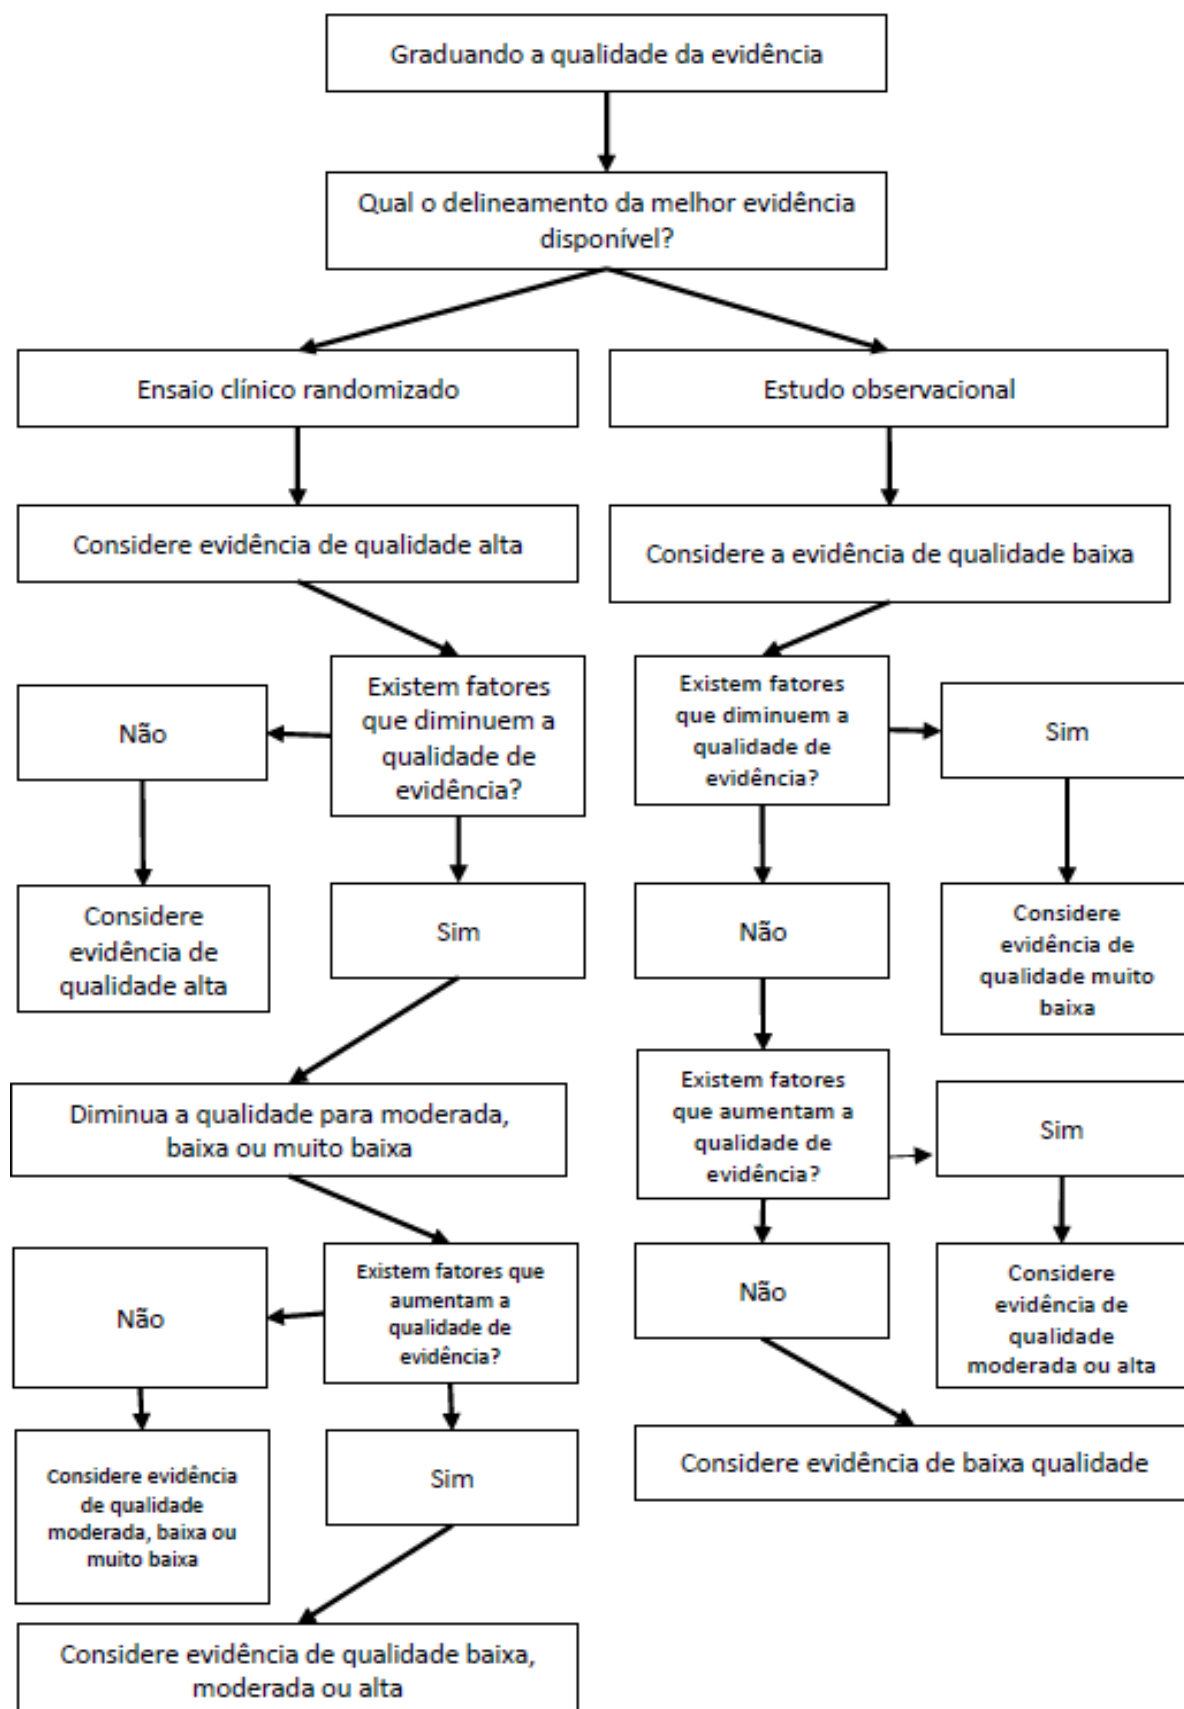 Graduando a qualidade da evidência
Qual o delineamento da melhor evidência
disponível?
Ensaio clínico randomizado
Estudo observacional
Considere evidência de qualidade alta
Considere a evidência de qualidade baixa
Existem fatores
que diminuem a
qualidade de
evidência?
Não
Existem fatores
que diminuem a
qualidade de
evidência?
Sim
Considere
evidência de
qualidade alta
Sim
Não
Considere
evidência de
qualidade muito
baixa
Diminua a qualidade para moderada,
baixa ou muito baixa
Existem fatores
que aumentam a
qualidade de
evidência?
Sim
Não
Existem fatores que
aumentam a
qualidade de
evidência?
Não
Considere
evidência de
qualidade
moderada ou alta
Considere evidência
de qualidade
moderada, baixa ou
muito baixa
Sim
Considere evidência de baixa qualidade
Considere evidência de qualidade baixa,
moderada ou alta